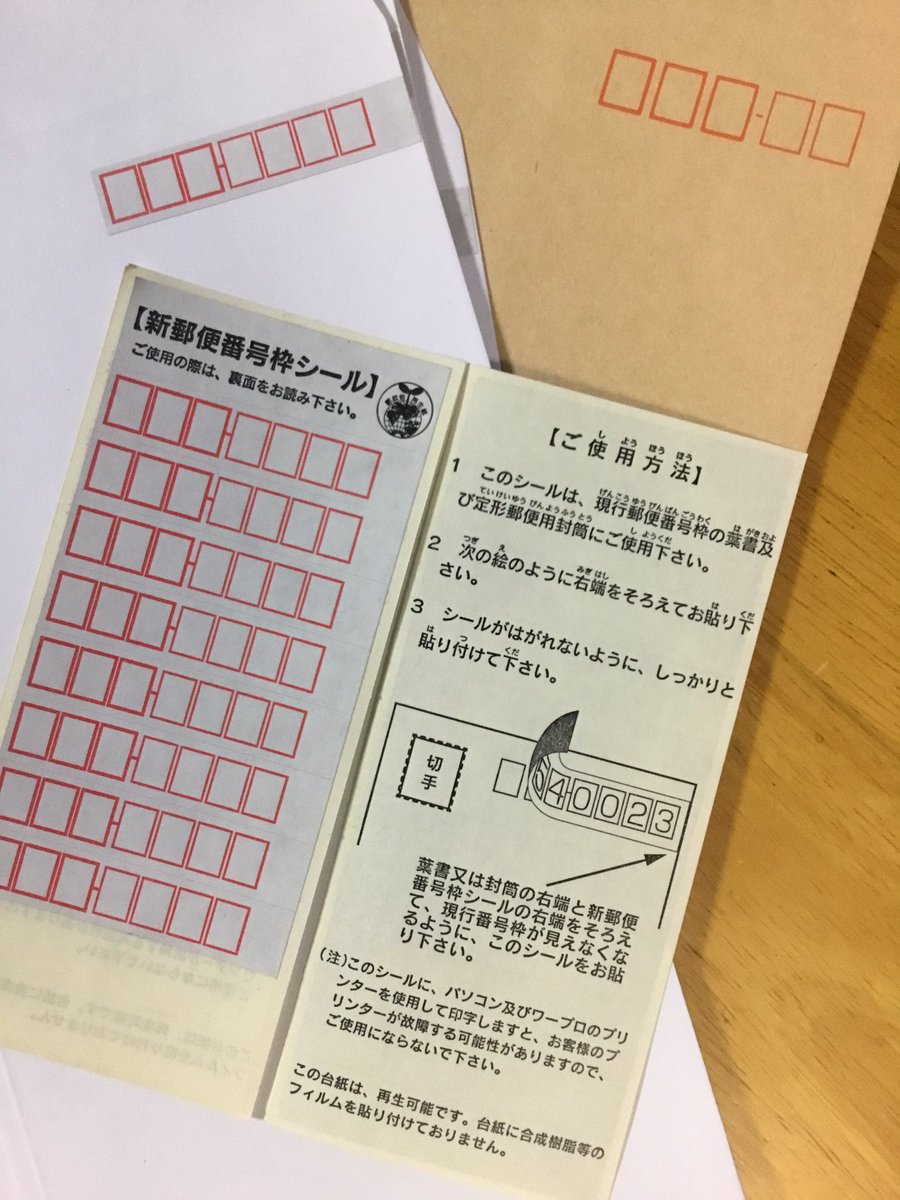 【新郵便番号枠シール】
ご使用の際は、裏面をお読み下さい。
【ご使用方法】
1 このシールは、現行郵便番号枠の葉書及
び定形郵便用封筒にご使用下さい。
2 次の絵のように右端をそろえてお貼り下
さい。
3 シールがはがれないように、しっかりと
貼り付けて下さい。
切手
640023
葉書又は封筒の右端と新郵便
番号枠シールの右端をそろえ
て、現行番号枠が見えなくな
るように、このシールをお貼
り下さい。
(注)このシールに、パソコン及びワープロのプリ
ンターを使用して印字しますと、お客様のプ
リンターが故障する可能性がありますので、
ご使用にならないで下さい。
この台紙は、再生可能です。台紙に合成樹脂等の
フィルムを貼り付けておりません。